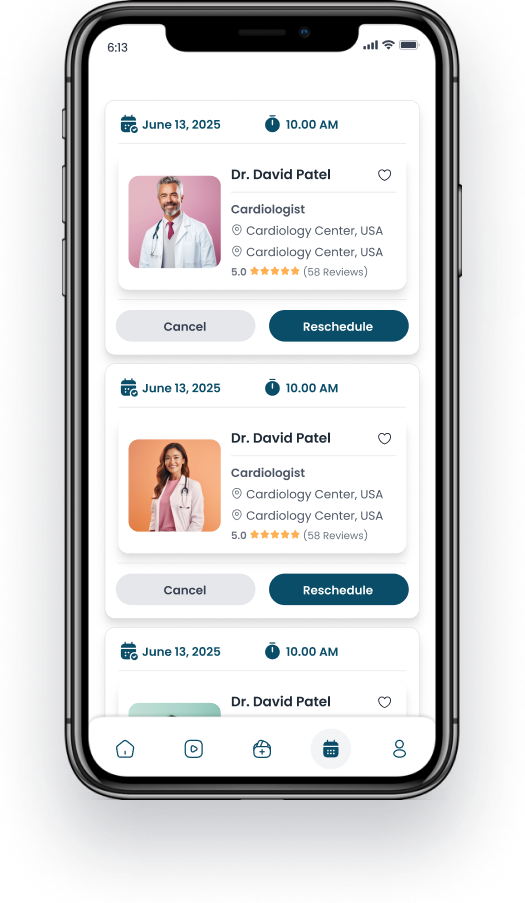 6:13
June 13, 2025 10.00 AM
Dr. David Patel
Cardiologist
Cardiology Center, USA
Cardiology Center, USA
5.0 (58 Reviews)
Cancel Reschedule
June 13, 2025 10.00 AM
Dr. David Patel
Cardiologist
Cardiology Center, USA
Cardiology Center, USA
5.0 (58 Reviews)
Cancel Reschedule
June 13, 2025 10.00 AM
Dr. David Patel